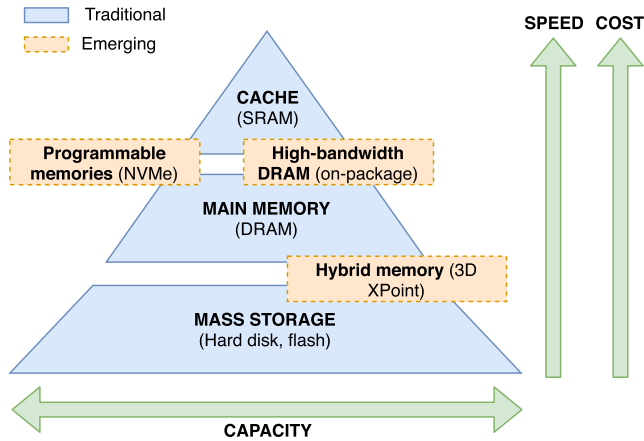 Traditional
Emerging
SPEED COST
CACHE
(SRAM)
Programmable
memories (NVMe)
High-bandwidth
DRAM (on-package)
MAIN MEMORY
(DRAM)
Hybrid memory (3D
XPoint)
MASS STORAGE
(Hard disk, flash)
CAPACITY